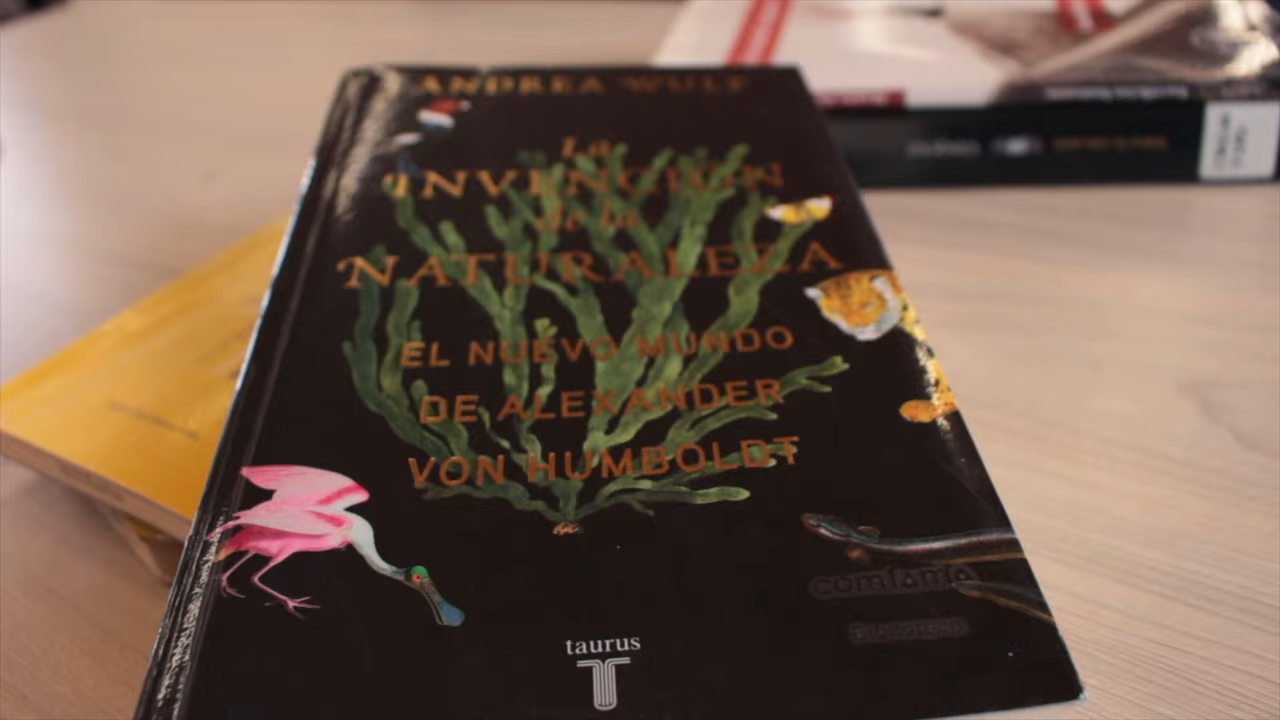 ANDREA WULF
La
INVENCIÓN
de la
NATURALEZA
EL NUEVO MUNDO
DE ALEXANDER
VON HUMBOLDT
comfama
taurus
T